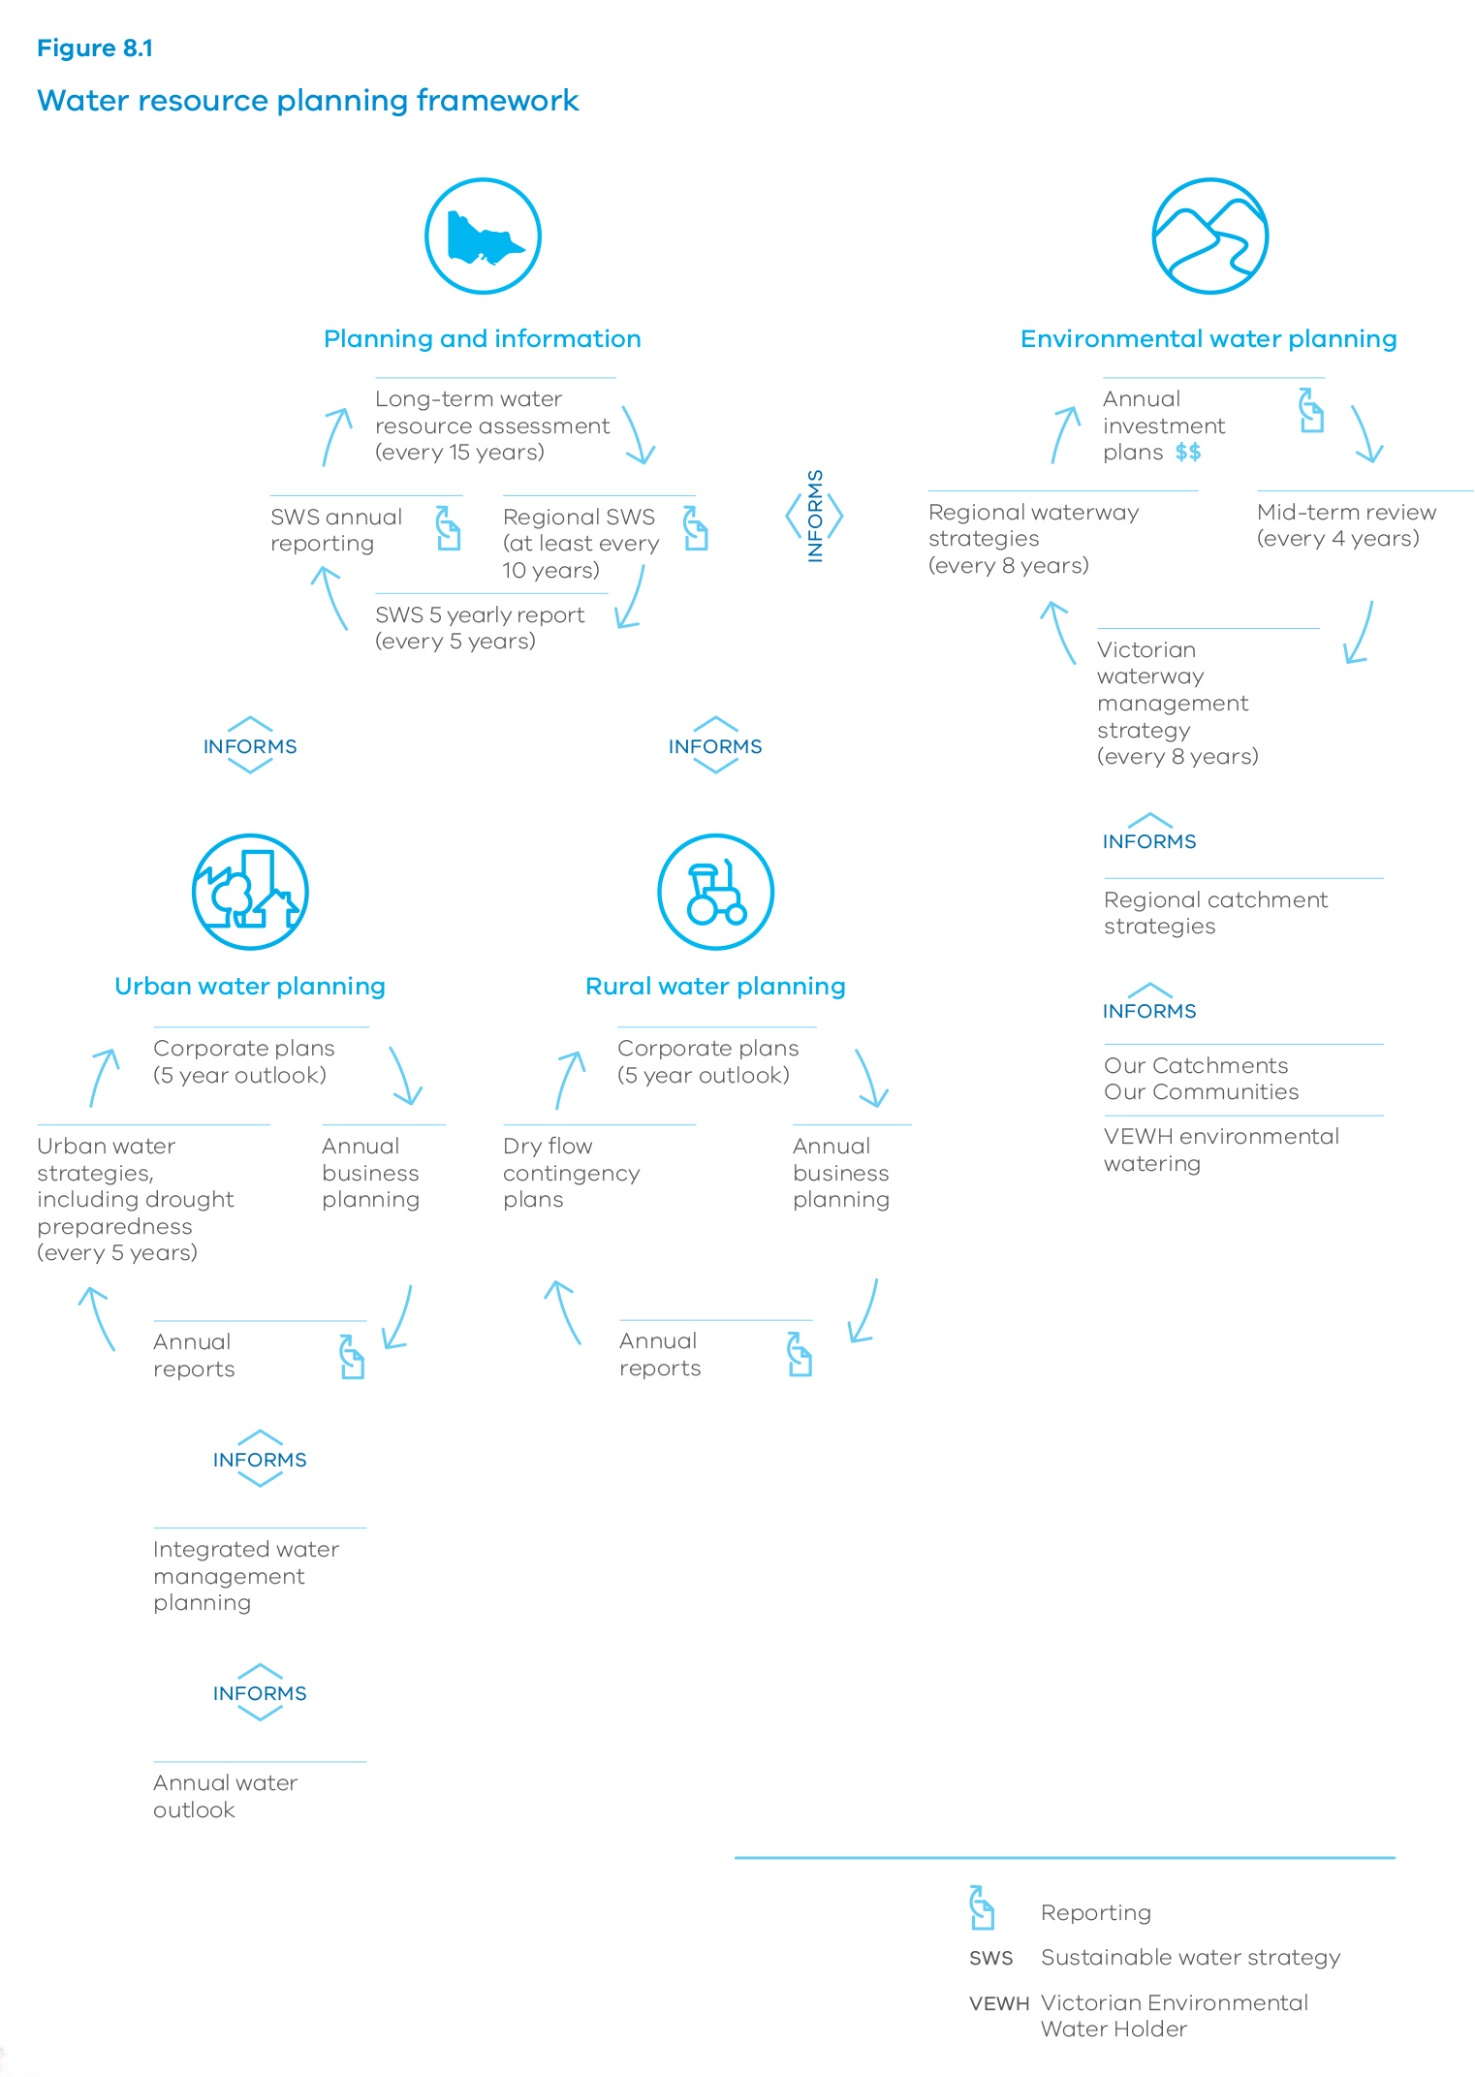 Figure 8.1
Water resource planning framework
Planning and information
Long-term water
resource assessment
(every 15 years)
SWS annual
reporting
Regional SWS
(at least every
10 years)
SWS 5 yearly report
(every 5 years)
INFORMS
Environmental water planning
Annual
investment
plans $$
Regional waterway
strategies
(every 8 years)
Mid-term review
(every 4 years)
Victorian
waterway
management
strategy
(every 8 years)
INFORMS
Regional catchment
strategies
INFORMS
Our Catchments
Our Communities
VEWH environmental
watering
INFORMS
INFORMS
Urban water planning
Corporate plans
(5 year outlook)
Urban water
strategies,
including drought
preparedness
(every 5 years)
Annual
business
planning
Annual
reports
INFORMS
Integrated water
management
planning
INFORMS
Annual water
outlook
Rural water planning
Corporate plans
(5 year outlook)
Dry flow
contingency
plans
Annual
business
planning
Annual
reports
Reporting
SWS Sustainable water strategy
VEWH Victorian Environmental
Water Holder